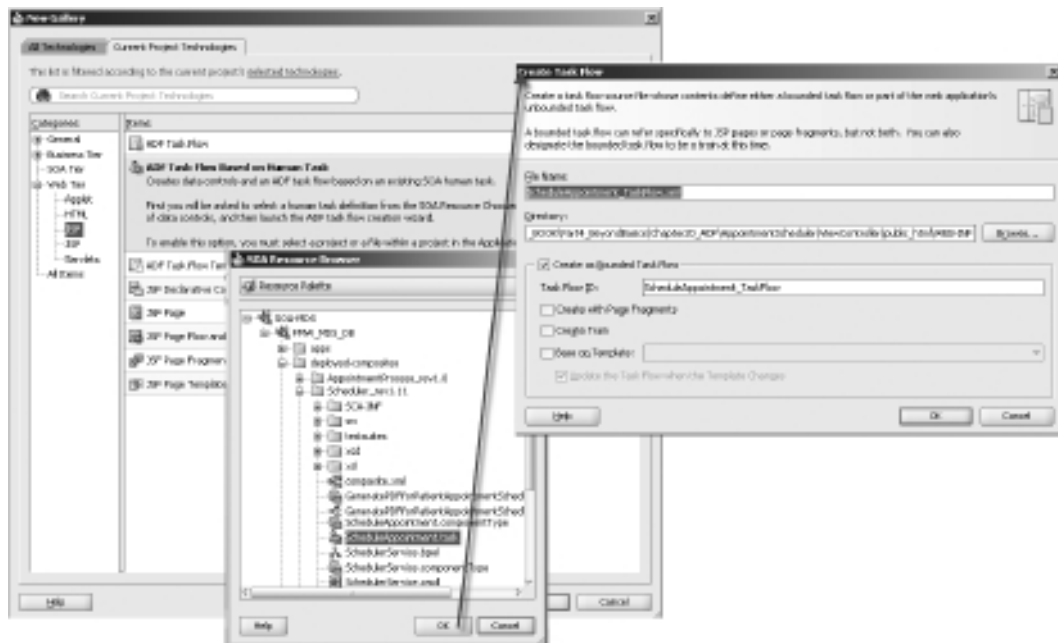 New Gallery
All Technologies
Current Project Technologies
This list is filtered according to the current project's selected technologies.
Search Current Project Technologies
Categories:
General
Business Tier
SOA Tier
Web Tier
Applet
HTML
JSF
JSP
Servlets
All Items
Items:
ADF Task Flow
ADF Task Flow Based on Human Task
Creates data controls and an ADF task flow based on an existing SOA human task.
First you will be asked to select a human task definition from the SOA Resource
of data controls, and then launch the ADF task flow creation wizard.
To enable this option, you must select a project or a file within a project in the
ADF Task Flow
JSF Declarative
JSF Page
JSF Page Flow and
JSF Page
JSF Page Template
Help
Cancel
SOA Resource Browser
Resource Palette
SOA-MDS
apps
deployed-composites
SCA-INF
src
testsuites
xsd
xsl
composite.xml
ScheduleAppointment.componentType
ScheduleAppointment.task
SchedulerService.bpel
SchedulerService.componentType
SchedulerService.wsdl
Help
OK
Cancel
Create Task Flow
Create a task flow source file whose contents define either a bounded task flow or part of the web application's
unbounded task flow.
A bounded task flow can refer specifically to JSP pages or page fragments, but not both. You can also
designate the bounded task flow to be a train at this time.
File Name:
ScheduleAppointment_TaskFlow.xml
Directory:
Browse...
Create as Bounded Task Flow
Task Flow ID:
ScheduleAppointment_TaskFlow
Create with Page Fragments
Create Train
Base on Template:
Update the Task Flow when the Template Changes
Help
OK
Cancel